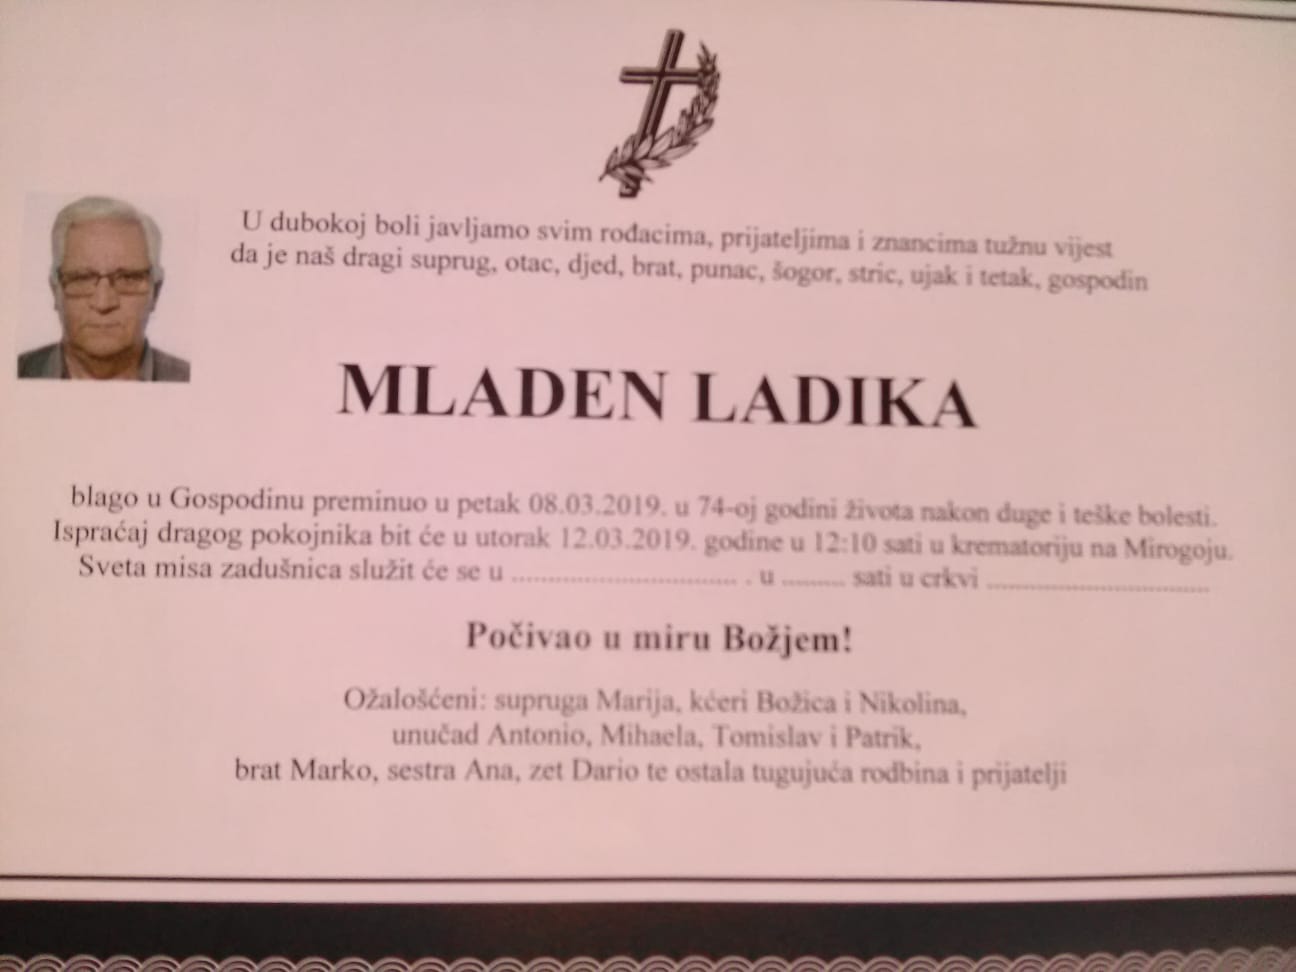 U dubokoj boli javljamo svim rođacima, prijateljima i znancima tužnu vijest
da je naš dragi suprug, otac, djed, brat, punac, šogor, stric, ujak i tetak, gospodin
MLADEN LADIKA
blago u Gospodinu preminuo u petak 08.03.2019. u 74-oj godini života nakon duge i teške bolesti.
Ispraćaj dragog pokojnika bit će u utorak 12.03.2019. godine u 12:10 sati u krematoriju na Mirogoju.
Sveta misa zadušnica služit će se u ................................. . u ......... sati u crkvi .................................
Počivao u miru Božjem!
Ožalošćeni: supruga Marija, kćeri Božica i Nikolina,
unučad Antonio, Mihaela, Tomislav i Patrik,
brat Marko, sestra Ana, zet Dario te ostala tugujuća rodbina i prijatelji